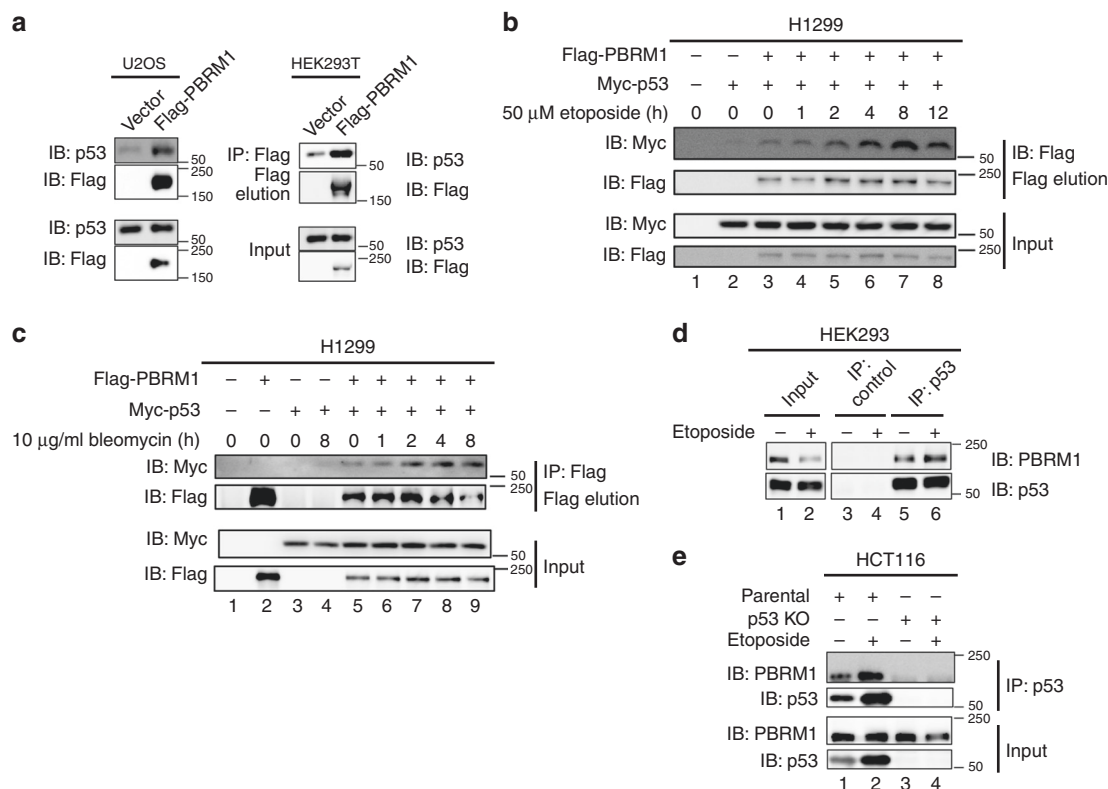 a
U2OS
HEK293T
Vector
Flag-PBRM1
Vector
Flag-PBRM1
IB: p53
50
IP: Flag
50
IB: p53
IB: Flag
250
150
Flag
elution
250
150
IB: Flag
IB: p53
50
Input
50
IB: p53
IB: Flag
250
150
250
150
IB: Flag
b
H1299
Flag-PBRM1 – – + + + + + +
Myc-p53 – + + + + + + +
50 μM etoposide (h) 0 0 0 1 2 4 8 12
IB: Myc
50
IB: Flag
IB: Flag
250
Flag elution
IB: Myc
50
Input
IB: Flag
250
1 2 3 4 5 6 7 8
c
H1299
Flag-PBRM1 – + – – + + + + +
Myc-p53 – – + + + + + + +
10 μg/ml bleomycin (h) 0 0 0 8 0 1 2 4 8
IB: Myc
50
IP: Flag
IB: Flag
250
Flag elution
IB: Myc
50
Input
IB: Flag
250
1 2 3 4 5 6 7 8 9
d
HEK293
Input
IP:
control
IP: p53
Etoposide – + – + – +
250
IB: PBRM1
50
IB: p53
1 2 3 4 5 6
e
HCT116
Parental + + – –
p53 KO – – + +
Etoposide – + – +
250
IB: PBRM1
IP: p53
IB: p53
50
IB: PBRM1
250
Input
IB: p53
50
1 2 3 4